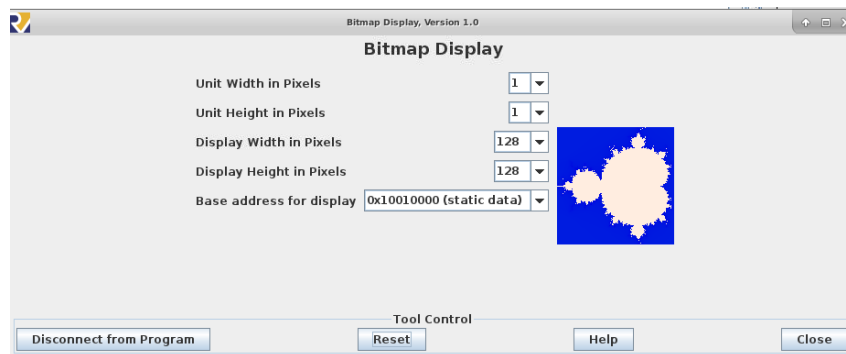 Bitmap Display, Version 1.0
Bitmap Display
Unit Width in Pixels 1
Unit Height in Pixels 1
Display Width in Pixels 128
Display Height in Pixels 128
Base address for display 0x10010000 (static data)
Tool Control
Disconnect from Program Reset Help Close